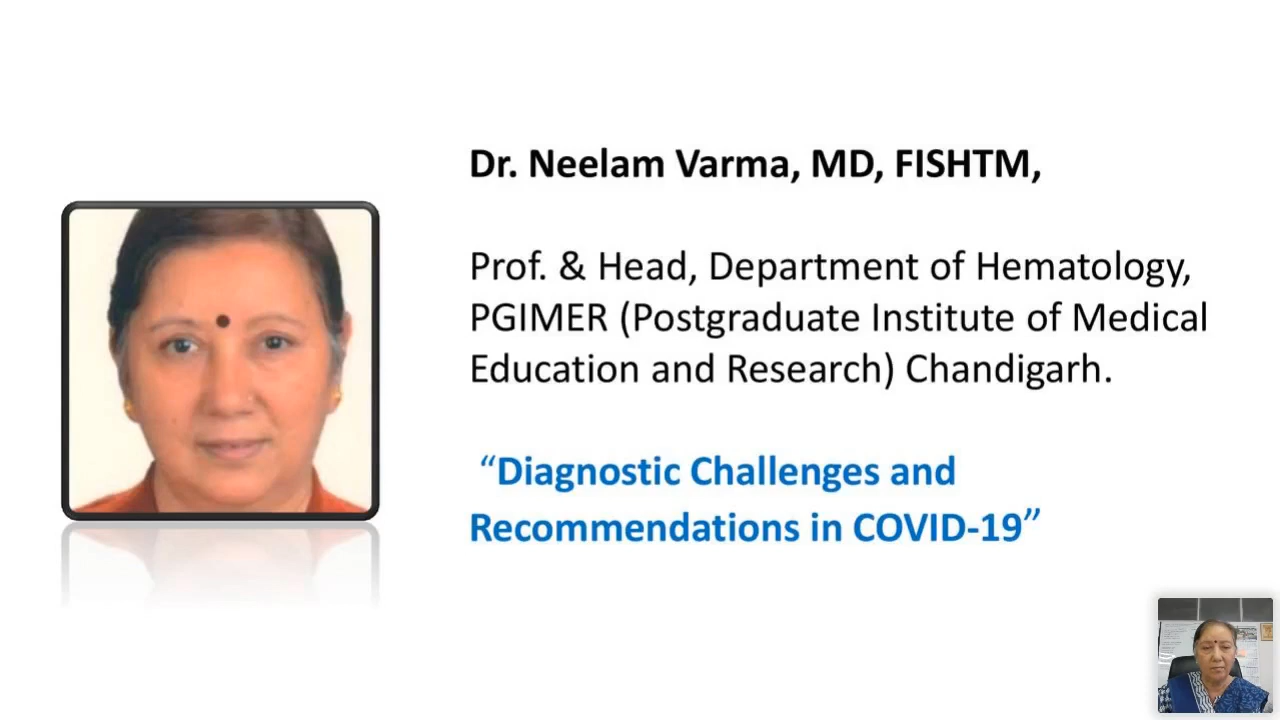 Dr. Neelam Varma, MD, FISHTM,
Prof. & Head, Department of Hematology,
PGIMER (Postgraduate Institute of Medical
Education and Research) Chandigarh.
“Diagnostic Challenges and
Recommendations in COVID-19”